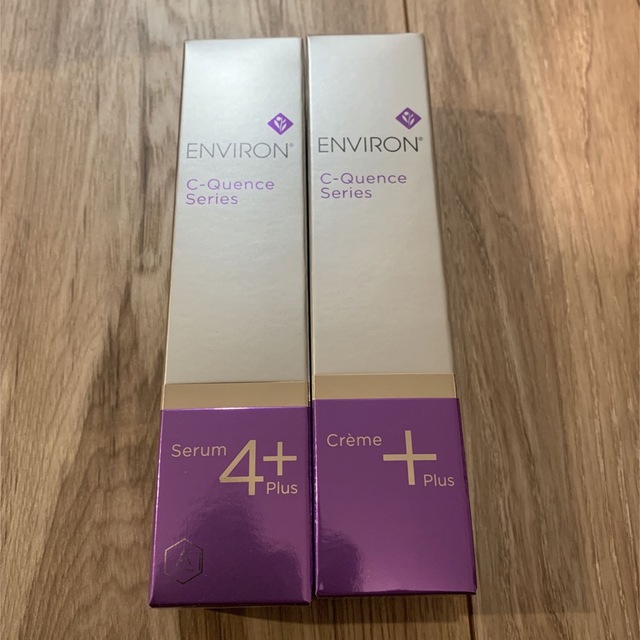 ENVIRON®
C-Quence
Series
Serum 4+
Plus
ENVIRON®
C-Quence
Series
Crème +
Plus